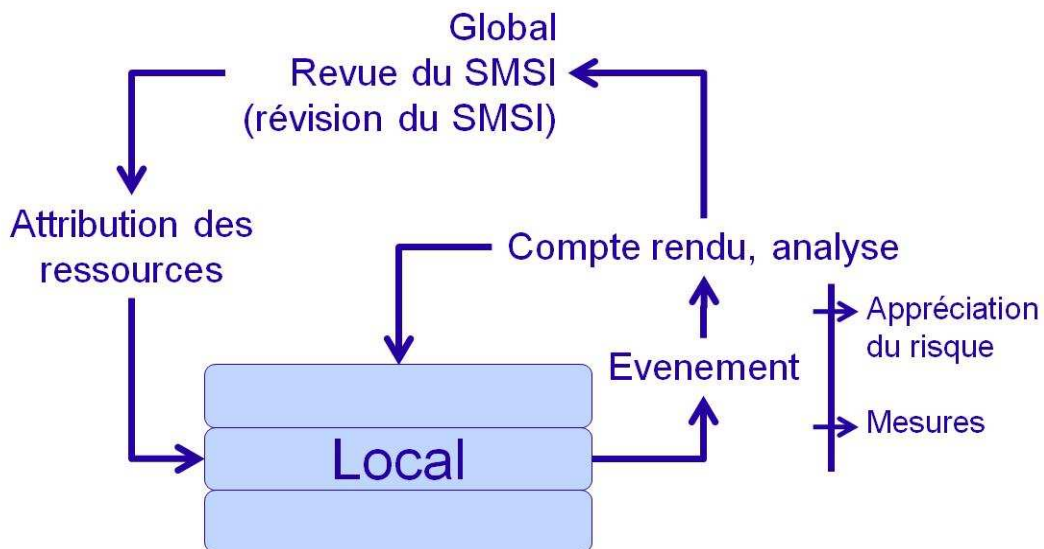 Global
Revue du SMSI
(révision du SMSI)
Attribution des
ressources
Compte rendu, analyse
Appréciation
du risque
Evenement
Mesures
Local